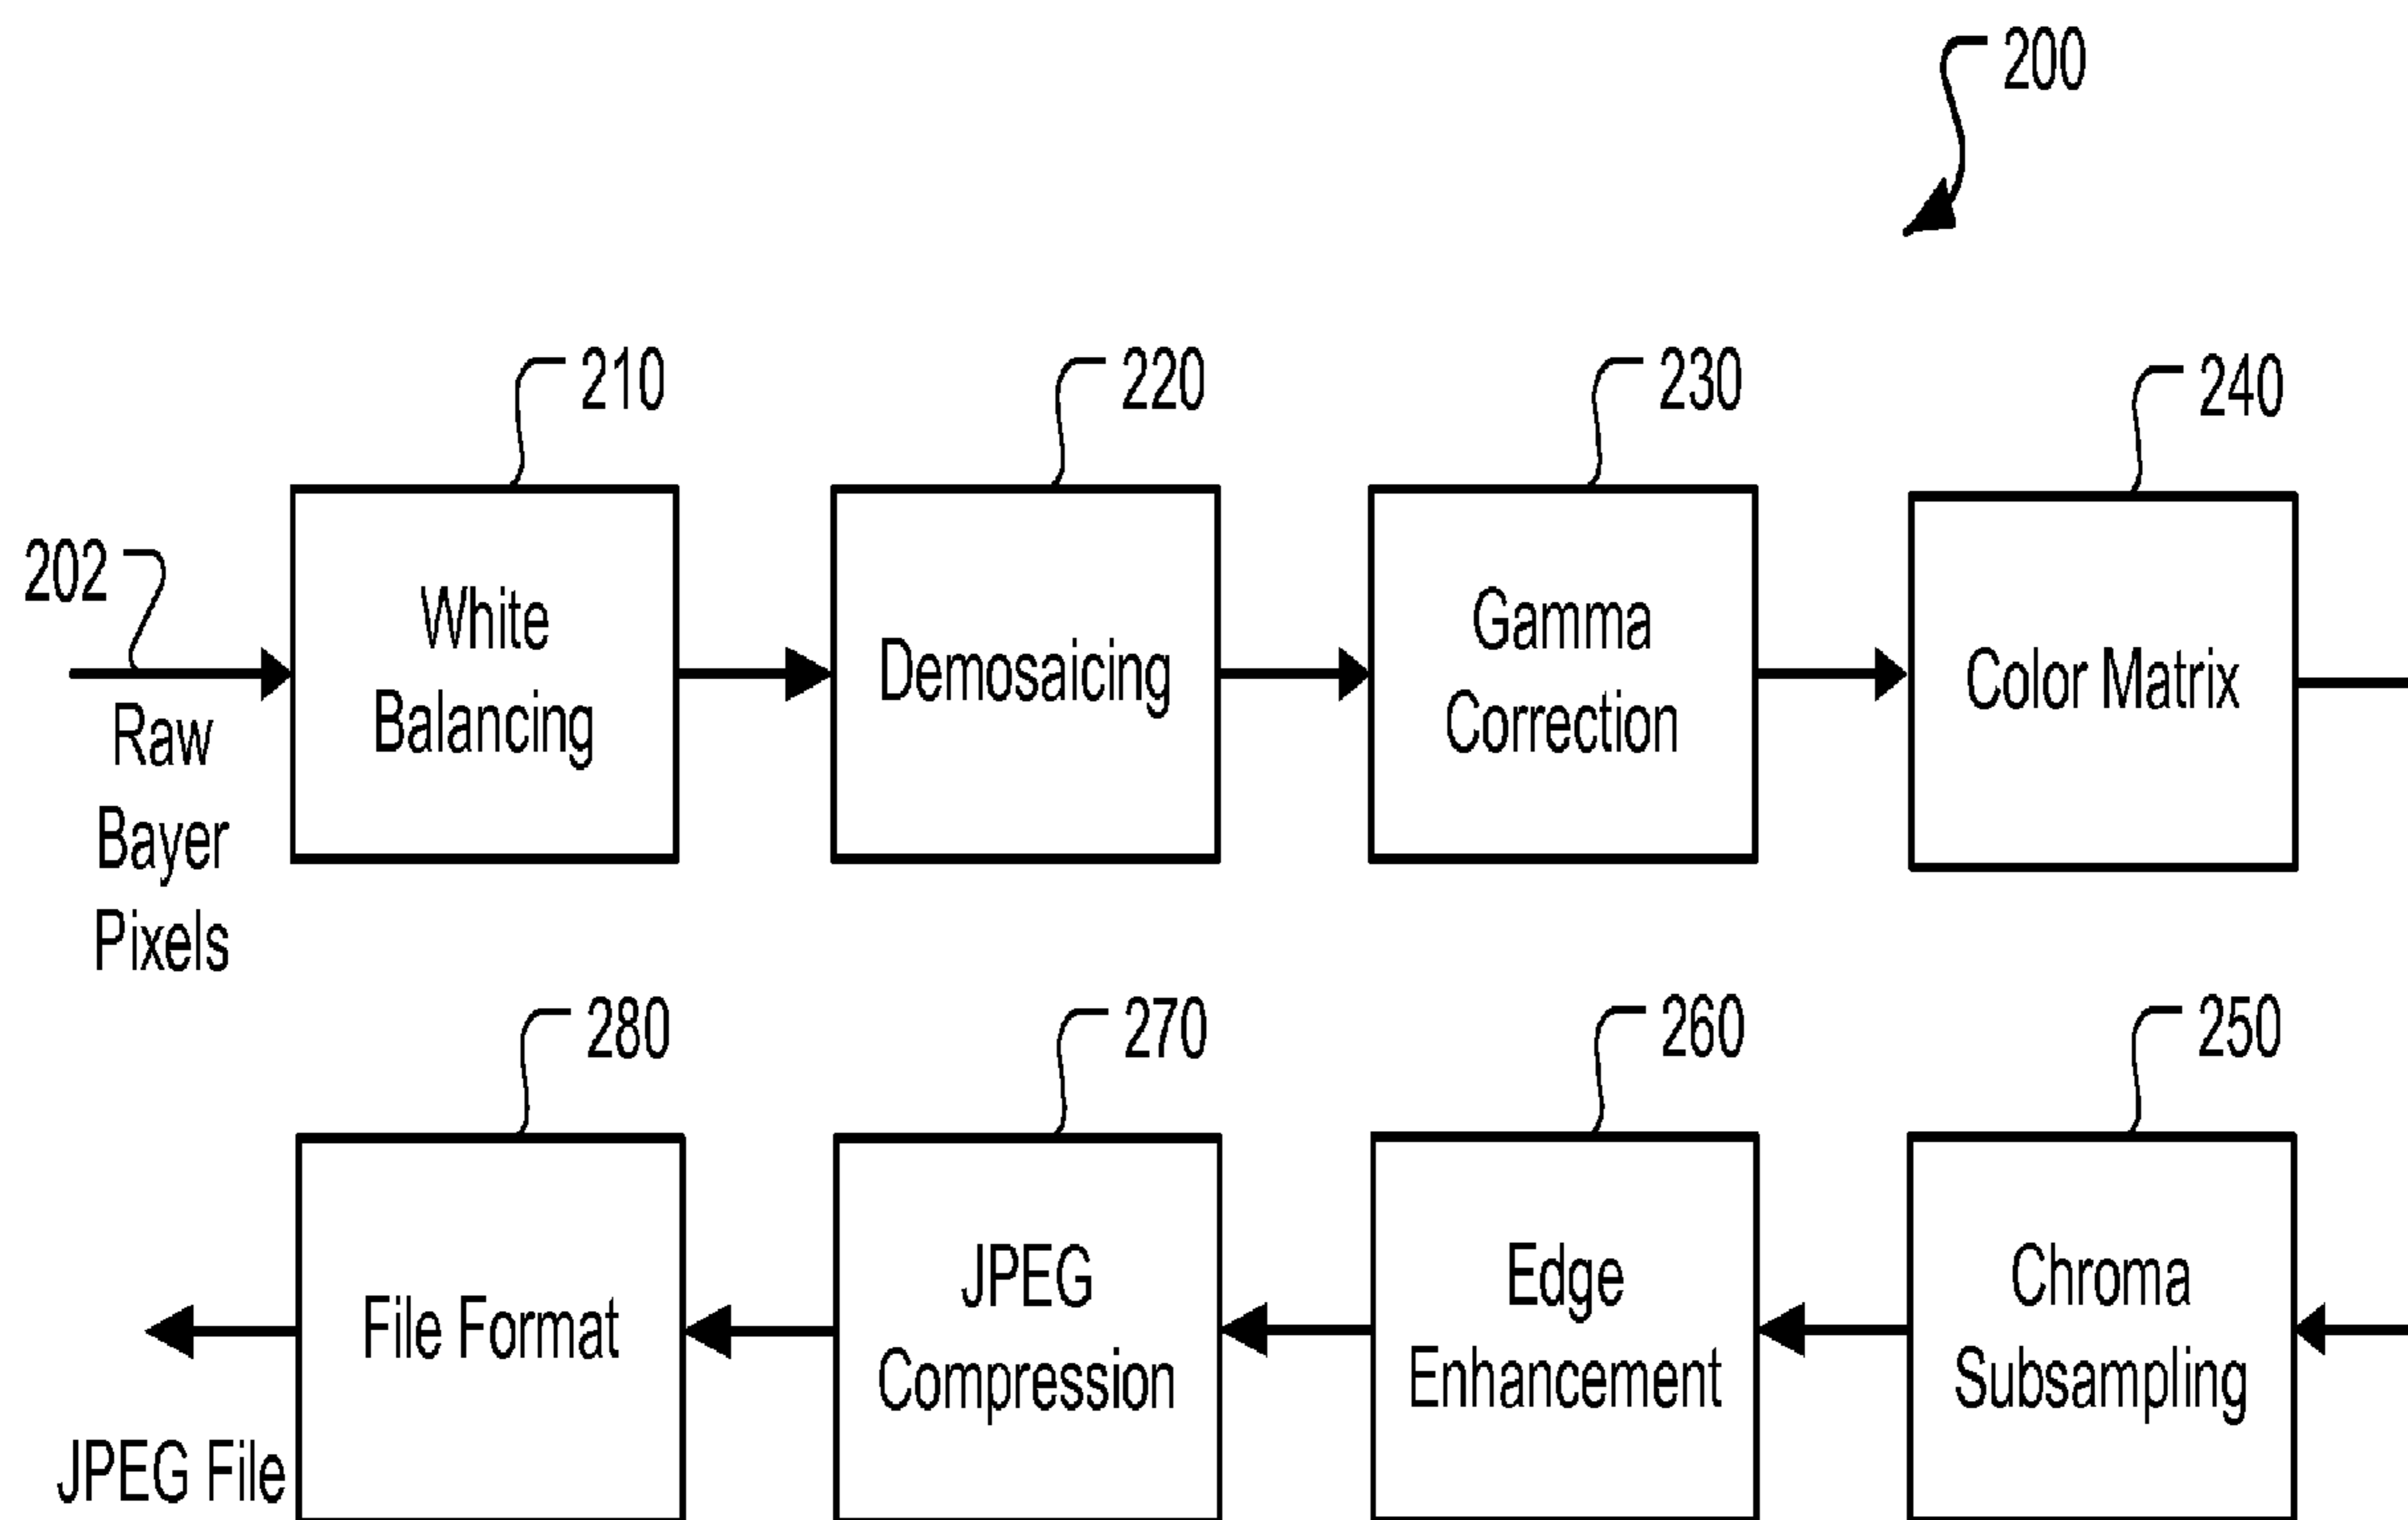 200
210
220
230
240
202
White
Balancing
Demosaicing
Gamma
Correction
Color Matrix
Raw
Bayer
Pixels
280
270
260
250
File Format
JPEG
Compression
Edge
Enhancement
Chroma
Subsampling
JPEG File